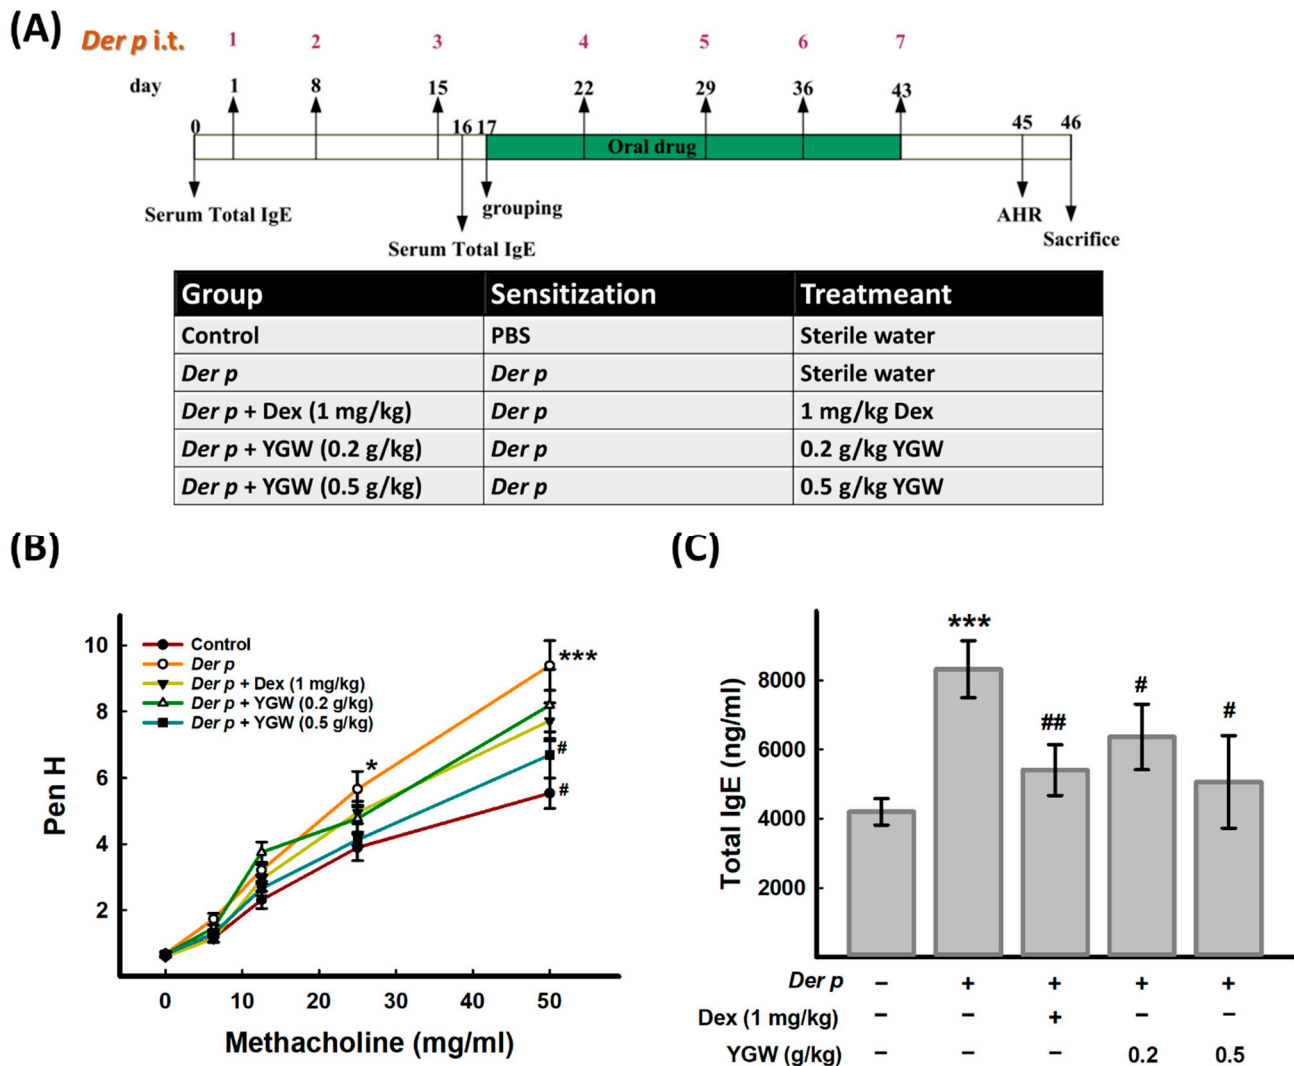 (A)
Der p i.t. 1 2 3 4 5 6 7
day 1 8 15 22 29 36 43
0 16 17 45 46
Oral drug
Serum Total IgE grouping AHR
Serum Total IgE Sacrifice
Group Sensitization Treatmeant
Control PBS Sterile water
Der p Der p Sterile water
Der p + Dex (1 mg/kg) Der p 1 mg/kg Dex
Der p + YGW (0.2 g/kg) Der p 0.2 g/kg YGW
Der p + YGW (0.5 g/kg) Der p 0.5 g/kg YGW
(B)
Pen H
10
8
6
4
2
Control
Der p
Der p + Dex (1 mg/kg)
Der p + YGW (0.2 g/kg)
Der p + YGW (0.5 g/kg)
***
*
#
#
0 10 20 30 40 50
Methacholine (mg/ml)
(C)
Total IgE (ng/ml)
8000
6000
4000
2000
***
##
#
#
Der p – + + + +
Dex (1 mg/kg) – – + – –
YGW (g/kg) – – – 0.2 0.5